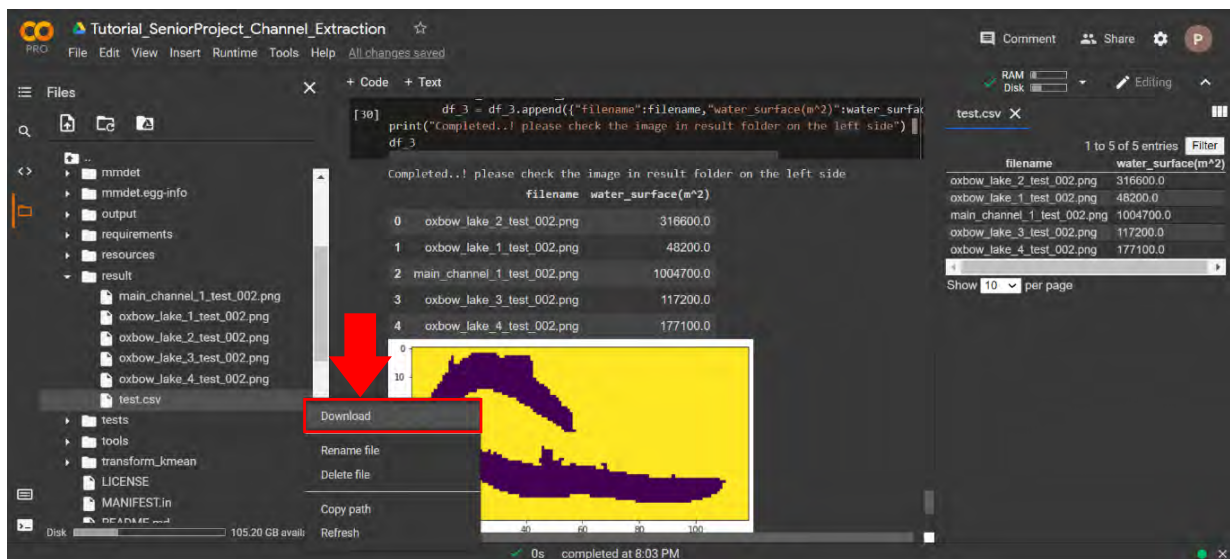 Tutorial_SeniorProject_Channel_Extraction
PRO
File Edit View Insert Runtime Tools Help All changes saved
Comment Share P
Files
+ Code + Text
RAM
Disk
Editing
[30] df_3 = df_3.append({"filename":filename,"water_surface(m^2)":water_surfac
print("Completed..! please check the image in result folder on the left side")
df_3
Completed..! please check the image in result folder on the left side
filename water_surface(m^2)
0 oxbow_lake_2_test_002.png 316600.0
1 oxbow_lake_1_test_002.png 48200.0
2 main_channel_1_test_002.png 1004700.0
3 oxbow_lake_3_test_002.png 117200.0
4 oxbow_lake_4_test_002.png 177100.0
0
10
40 60 80 100
0s completed at 8:03 PM
..
mmdet
mmdet.egg-info
output
requirements
resources
result
main_channel_1_test_002.png
oxbow_lake_1_test_002.png
oxbow_lake_2_test_002.png
oxbow_lake_3_test_002.png
oxbow_lake_4_test_002.png
test.csv
tests
tools
transform_kmean
LICENSE
MANIFEST.in
README.md
Disk 105.20 GB availa
Download
Rename file
Delete file
Copy path
Refresh
test.csv
1 to 5 of 5 entries Filter
filename water_surface(m^2)
oxbow_lake_2_test_002.png 316600.0
oxbow_lake_1_test_002.png 48200.0
main_channel_1_test_002.png 1004700.0
oxbow_lake_3_test_002.png 117200.0
oxbow_lake_4_test_002.png 177100.0
Show 10 per page